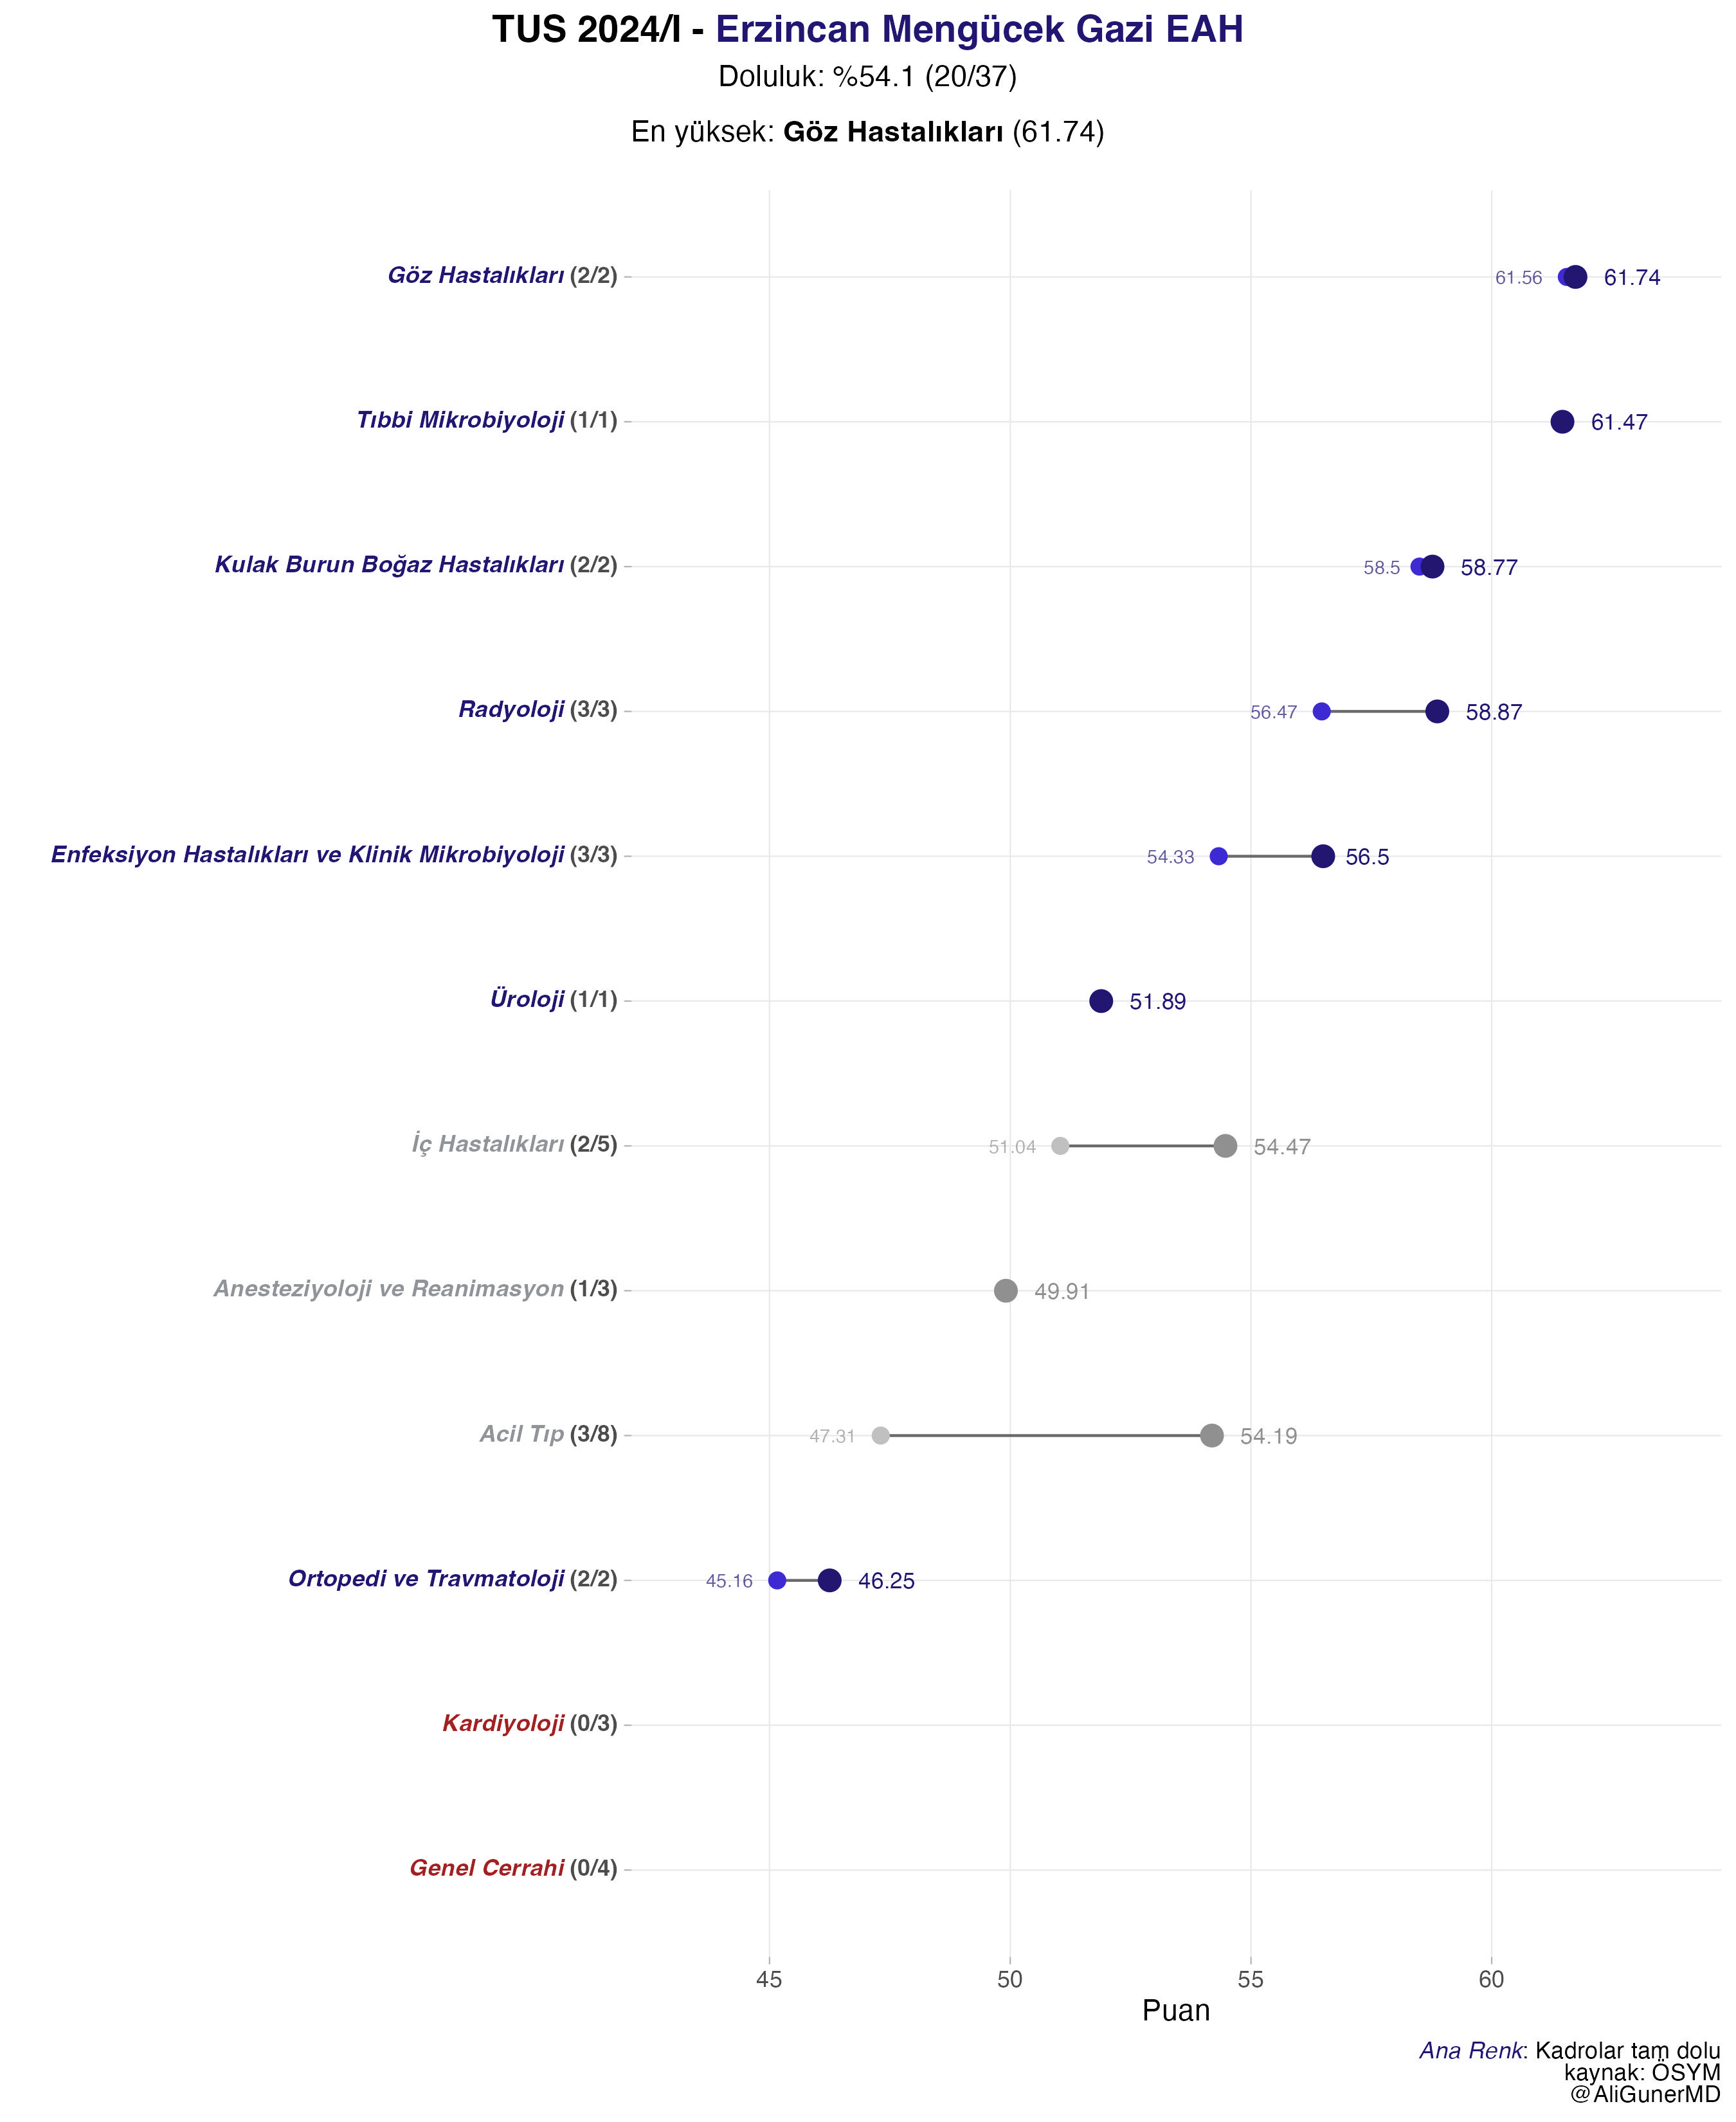 TUS 2024/I - Erzincan Mengücek Gazi EAH
Doluluk: %54.1 (20/37)
En yüksek: Göz Hastalıkları (61.74)
Göz Hastalıkları (2/2) 61.56 61.74
Tıbbi Mikrobiyoloji (1/1) 61.47
Kulak Burun Boğaz Hastalıkları (2/2) 58.5 58.77
Radyoloji (3/3) 56.47 58.87
Enfeksiyon Hastalıkları ve Klinik Mikrobiyoloji (3/3) 54.33 56.5
Üroloji (1/1) 51.89
İç Hastalıkları (2/5) 51.04 54.47
Anesteziyoloji ve Reanimasyon (1/3) 49.91
Acil Tıp (3/8) 47.31 54.19
Ortopedi ve Travmatoloji (2/2) 45.16 46.25
Kardiyoloji (0/3)
Genel Cerrahi (0/4)
45 50 55 60
Puan
Ana Renk: Kadrolar tam dolu
kaynak: ÖSYM
@AliGunerMD